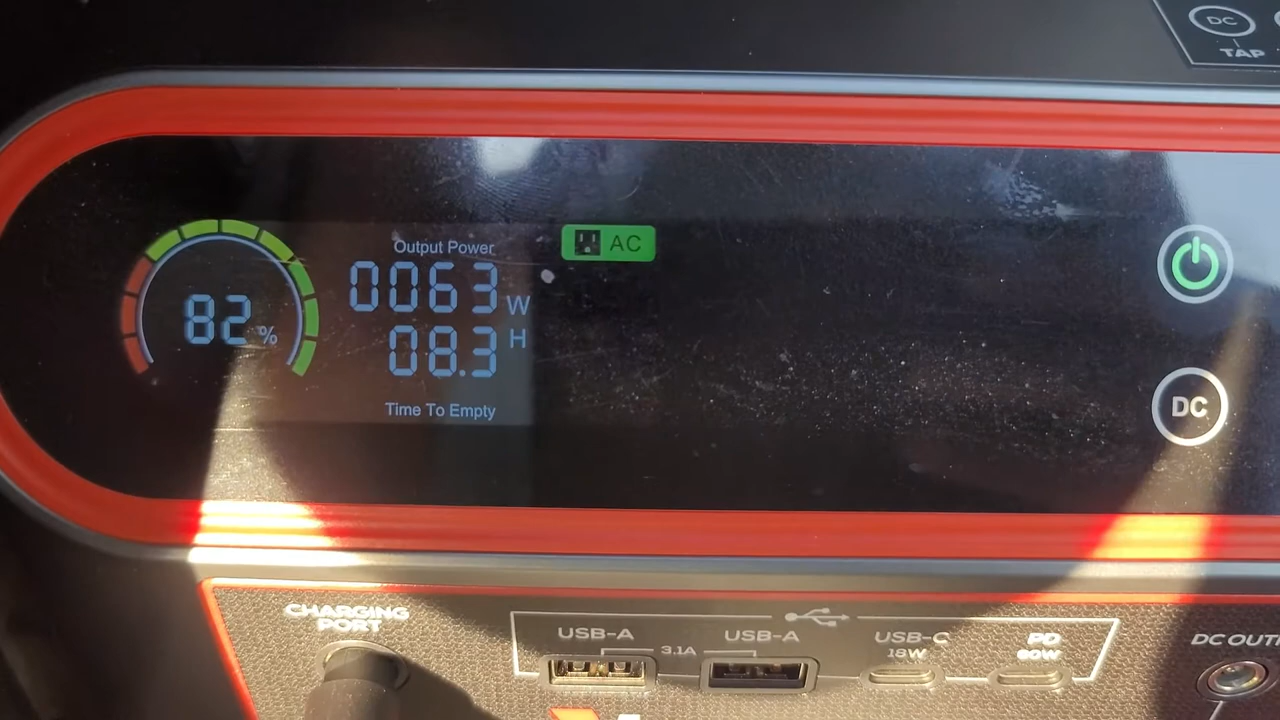 DC
TAP
Output Power
AC
0063 W
82 %
08.3 H
Time To Empty
DC
CHARGING
PORT
USB-A
USB-A
USB-C
PD
DC OUT
3.1A
18W
60W